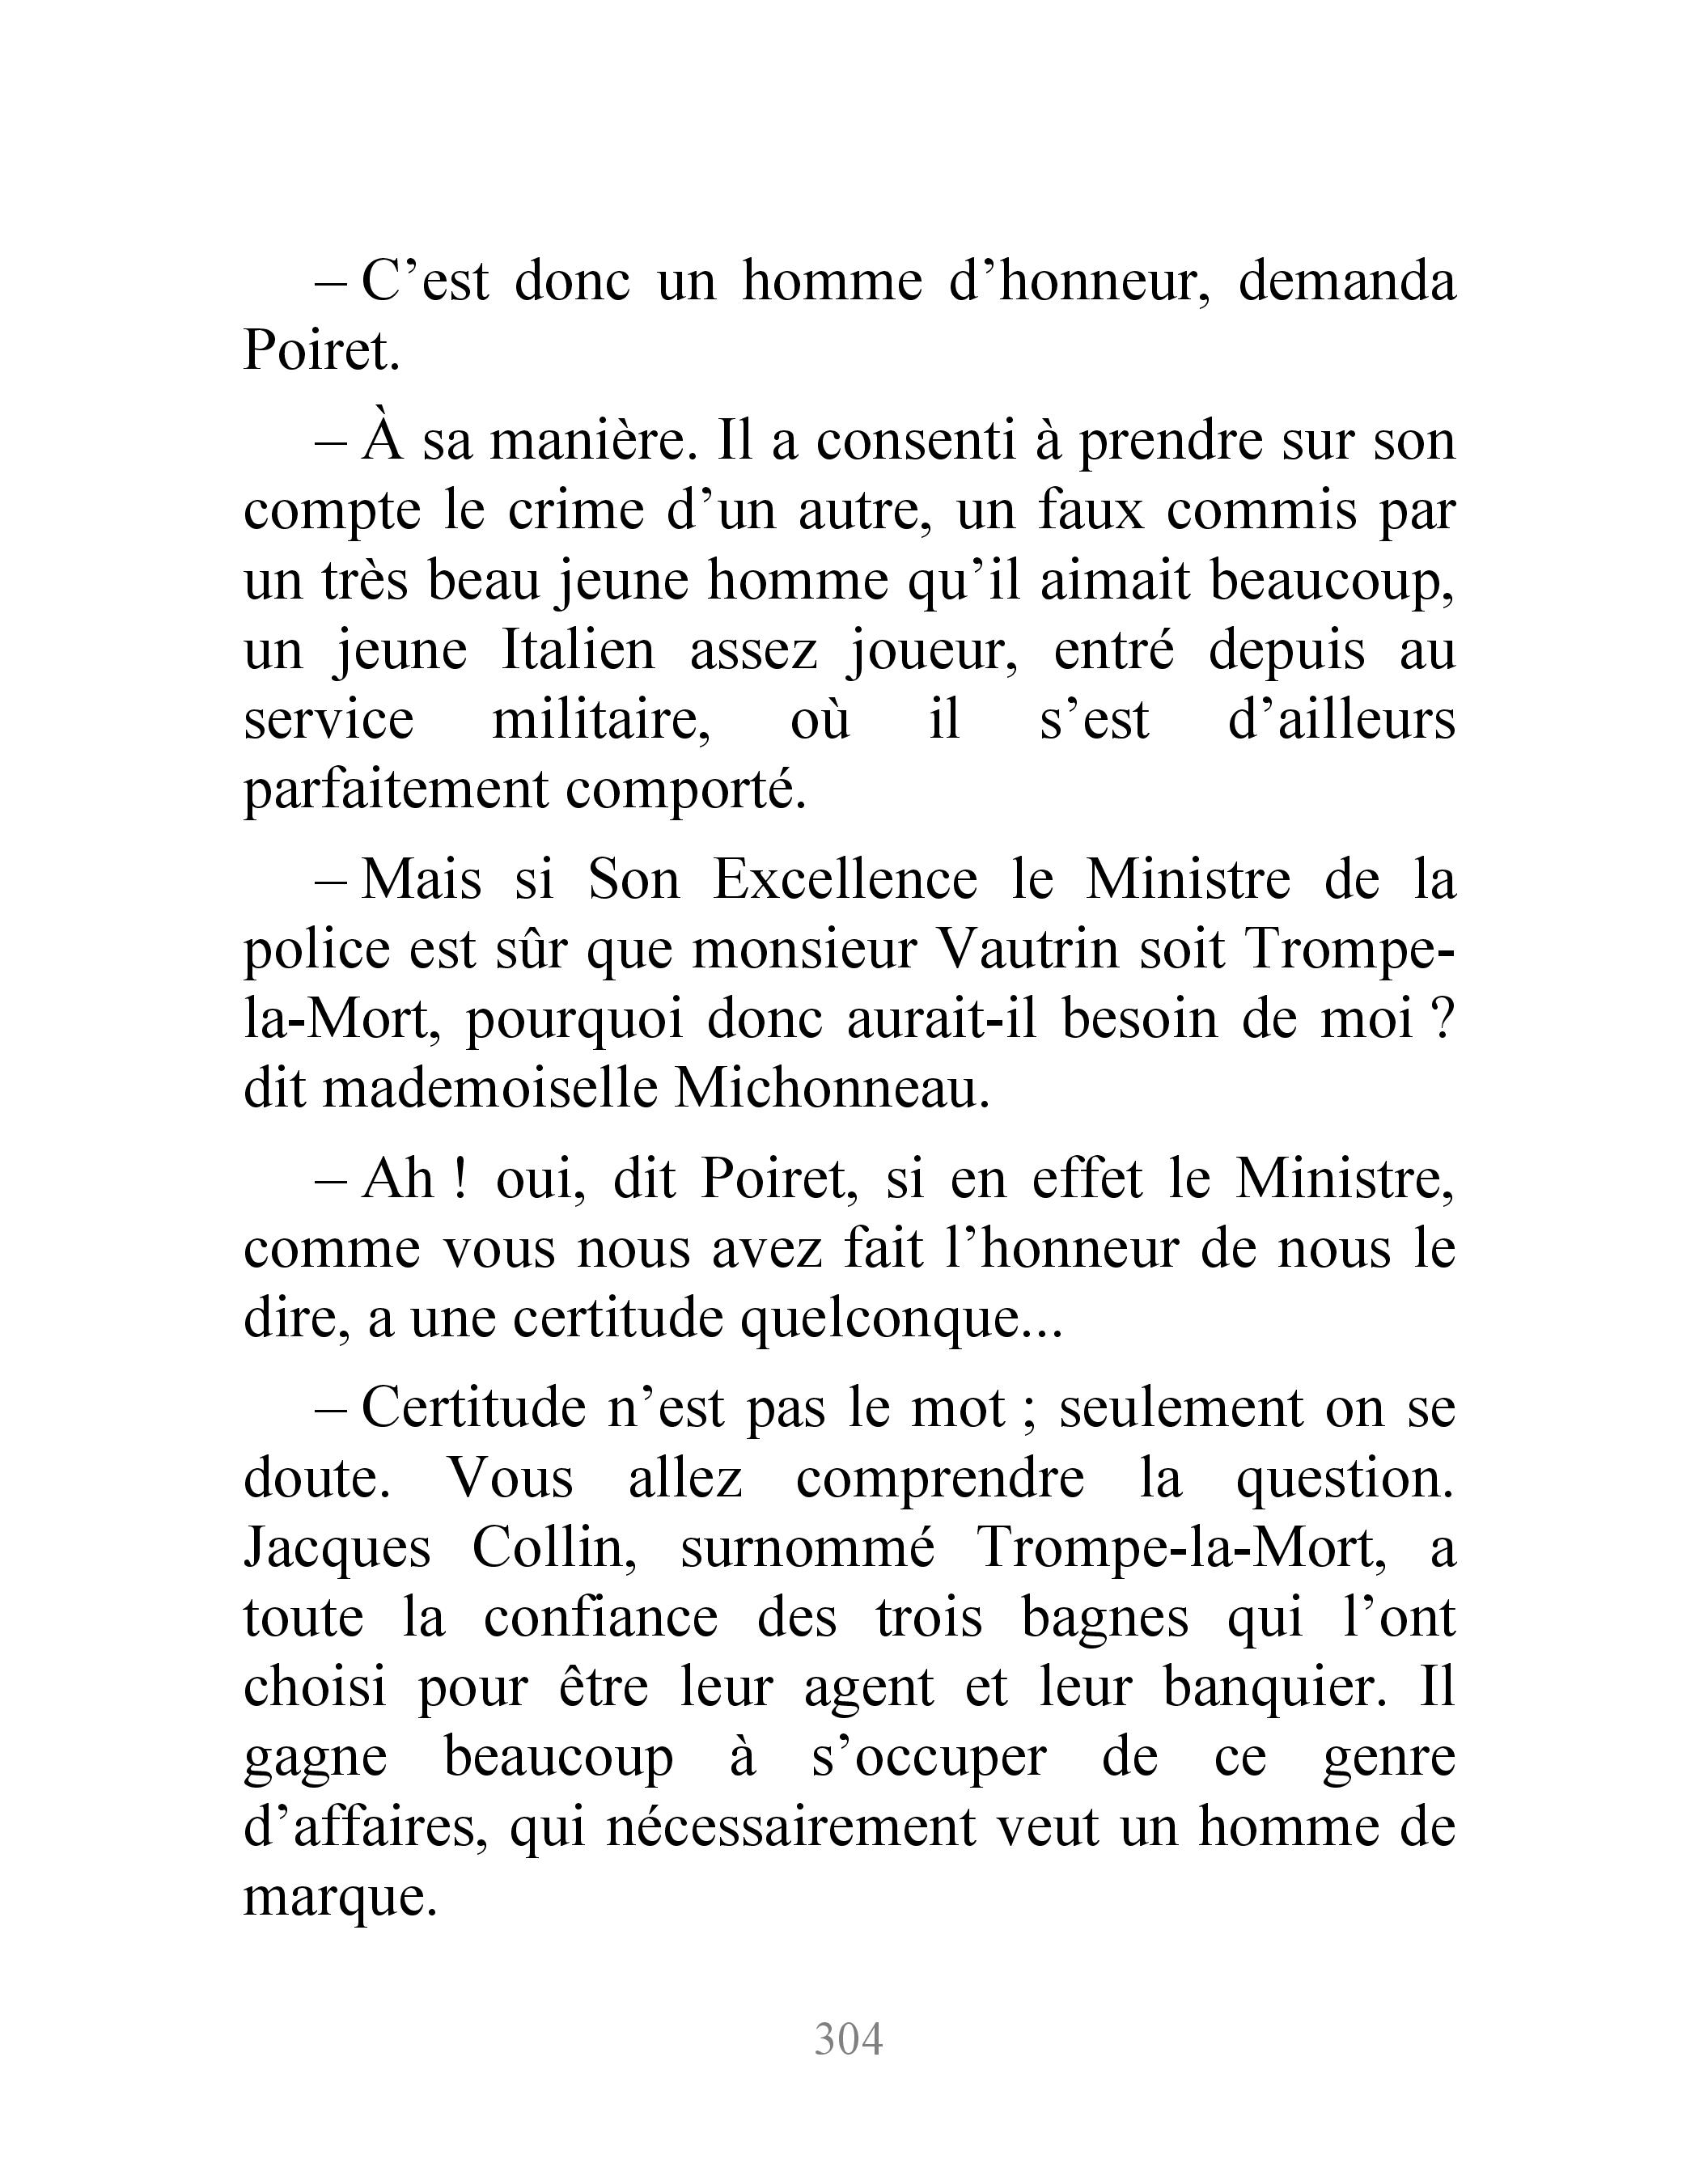 – C’est donc un homme d’honneur, demanda
Poiret.
– À sa manière. Il a consenti à prendre sur son
compte le crime d’un autre, un faux commis par
un très beau jeune homme qu’il aimait beaucoup,
un jeune Italien assez joueur, entré depuis au
service militaire, où il s’est d’ailleurs
parfaitement comporté.
– Mais si Son Excellence le Ministre de la
police est sûr que monsieur Vautrin soit Trompe-
la-Mort, pourquoi donc aurait-il besoin de moi ?
dit mademoiselle Michonneau.
– Ah ! oui, dit Poiret, si en effet le Ministre,
comme vous nous avez fait l’honneur de nous le
dire, a une certitude quelconque...
– Certitude n’est pas le mot ; seulement on se
doute. Vous allez comprendre la question.
Jacques Collin, surnommé Trompe-la-Mort, a
toute la confiance des trois bagnes qui l’ont
choisi pour être leur agent et leur banquier. Il
gagne beaucoup à s’occuper de ce genre
d’affaires, qui nécessairement veut un homme de
marque.
304